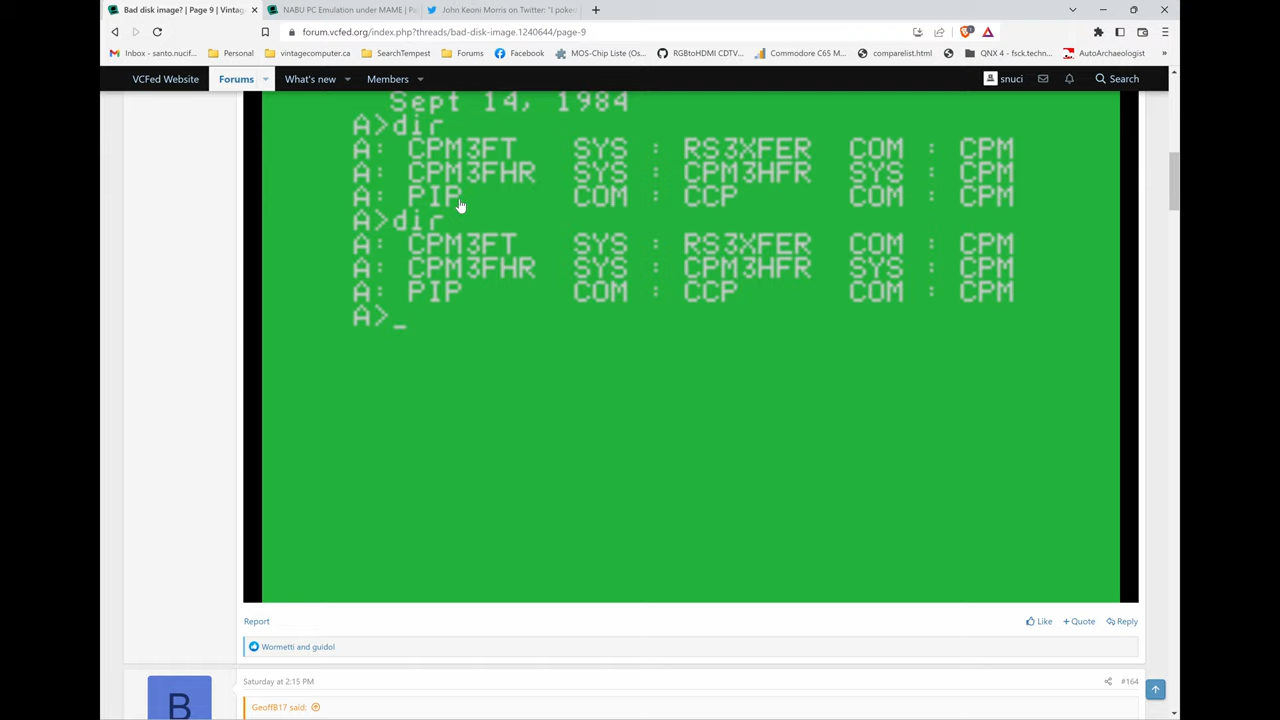 Bad disk image? | Page 9 | Vintag
NABU PC Emulation under MAME | P
John Keoni Morris on Twitter: "I poked
forum.vcfed.org/index.php?threads/bad-disk-image.1240644/page-9
Inbox - santo.nucif... Personal vintagecomputer.ca SearchTempest Forums Facebook MOS-Chip Liste (Os... RGBtoHDMI CDTV... Commodore C65 M... comparelist.html QNX 4 - fsck.techn... AutoArchaeologist »
VCFed Website Forums What's new Members snuci Search
Sept 14, 1984
A>dir
A: CPM3FT SYS : RS3XFER COM : CPM
A: CPM3FHR SYS : CPM3HFR SYS : CPM
A: PIP COM : CCP COM : CPM
A>dir
A: CPM3FT SYS : RS3XFER COM : CPM
A: CPM3FHR SYS : CPM3HFR SYS : CPM
A: PIP COM : CCP COM : CPM
A>_
Report Like + Quote Reply
Wormetti and guidol
Saturday at 2:15 PM #164
B
GeoffB17 said: